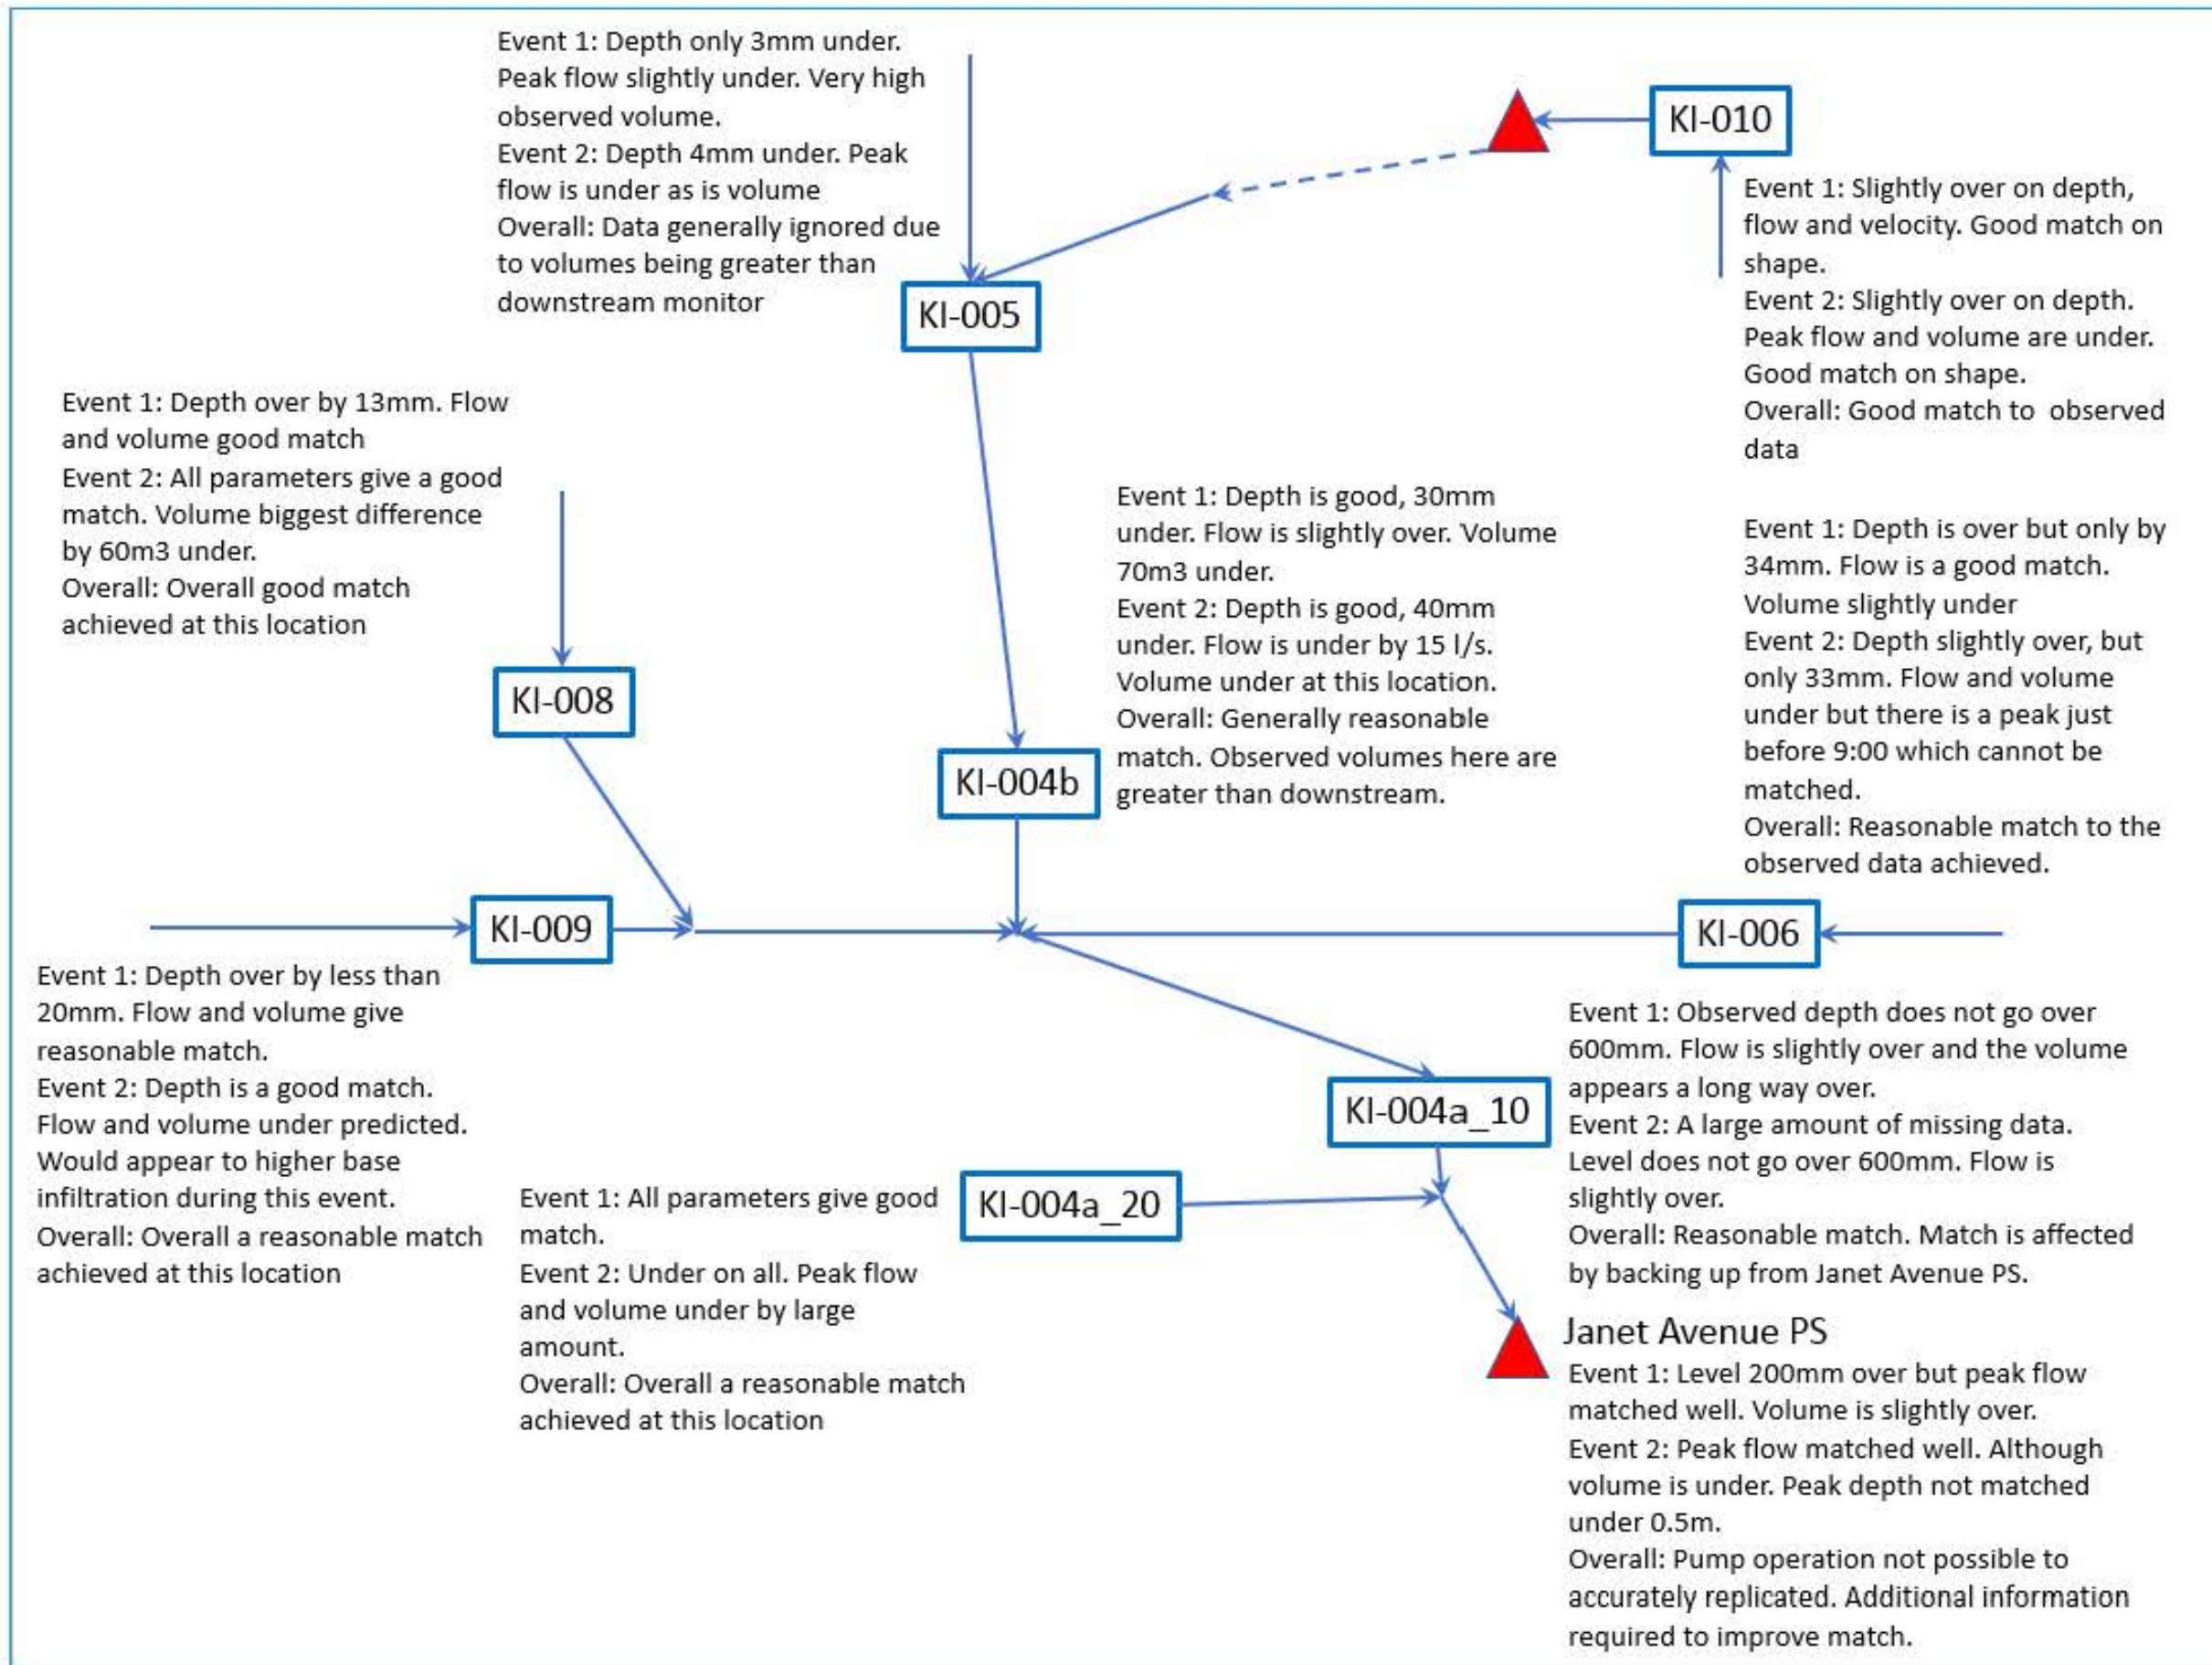 Event 1: Depth only 3mm under.
Peak flow slightly under. Very high
observed volume.
Event 2: Depth 4mm under. Peak
flow is under as is volume
Overall: Data generally ignored due
to volumes being greater than
downstream monitor
KI-010
Event 1: Slightly over on depth,
flow and velocity. Good match on
shape.
Event 2: Slightly over on depth.
Peak flow and volume are under.
Good match on shape.
Overall: Good match to  observed
data
KI-005
Event 1: Depth over by 13mm. Flow
and volume good match
Event 2: All parameters give a good
match. Volume biggest difference
by 60m3 under.
Overall: Overall good match
achieved at this location
KI-008
Event 1: Depth is good, 30mm
under. Flow is slightly over. Volume
70m3 under.
Event 2: Depth is good, 40mm
under. Flow is under by 15 l/s.
Volume under at this location.
Overall: Generally reasonable
match. Observed volumes here are
greater than downstream.
KI-004b
Event 1: Depth is over but only by
34mm. Flow is a good match.
Volume slightly under
Event 2: Depth slightly over, but
only 33mm. Flow and volume
under but there is a peak just
before 9:00 which cannot be
matched.
Overall: Reasonable match to the
observed data achieved.
KI-009
KI-006
Event 1: Depth over by less than
20mm. Flow and volume give
reasonable match.
Event 2: Depth is a good match.
Flow and volume under predicted.
Would appear to higher base
infiltration during this event.
Overall: Overall a reasonable match
achieved at this location
KI-004a_10
Event 1: Observed depth does not go over
600mm. Flow is slightly over and the volume
appears a long way over.
Event 2: A large amount of missing data.
Level does not go over 600mm. Flow is
slightly over.
Overall: Reasonable match. Match is affected
by backing up from Janet Avenue PS.
KI-004a_20
Event 1: All parameters give good
match.
Event 2: Under on all. Peak flow
and volume under by large
amount.
Overall: Overall a reasonable match
achieved at this location
Janet Avenue PS
Event 1: Level 200mm over but peak flow
matched well. Volume is slightly over.
Event 2: Peak flow matched well. Although
volume is under. Peak depth not matched
under 0.5m.
Overall: Pump operation not possible to
accurately replicated. Additional information
required to improve match.